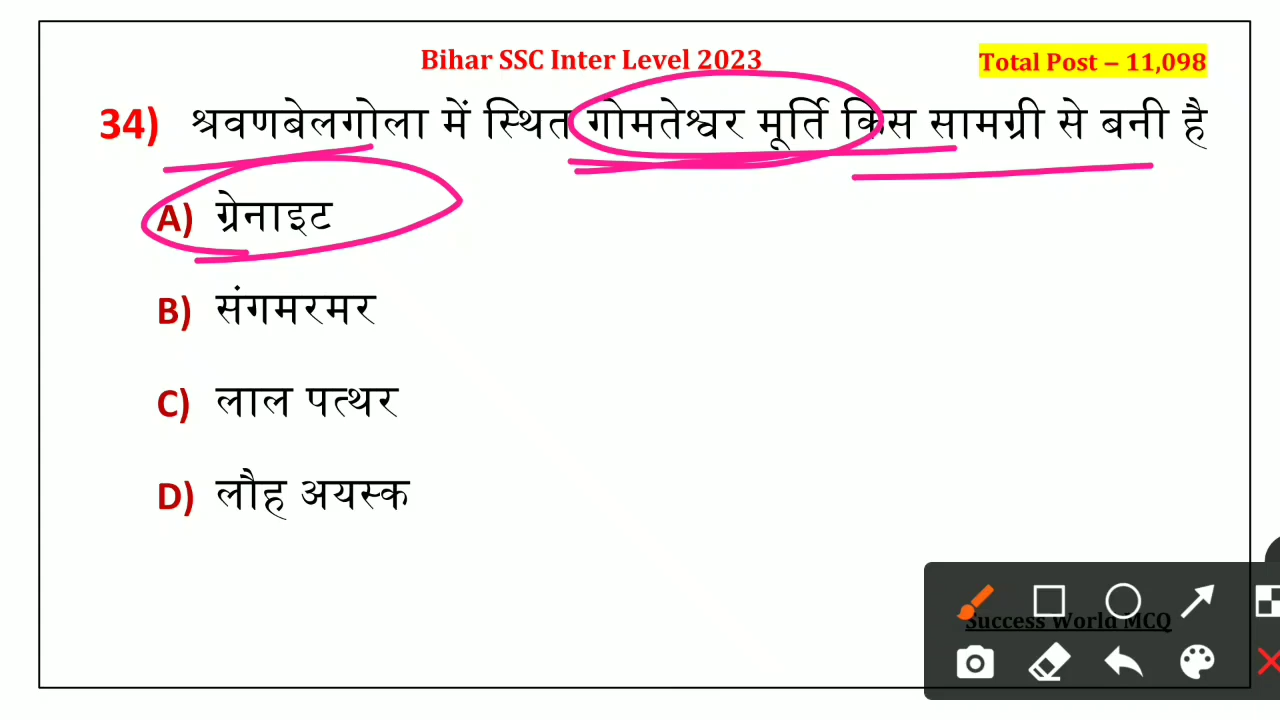 Bihar SSC Inter Level 2023
Total Post – 11,098
34) श्रवणबेलगोला में स्थित गोमतेश्वर मूर्ति किस सामग्री से बनी है
A) ग्रेनाइट
B) संगमरमर
C) लाल पत्थर
D) लौह अयस्क
Success World MCQ